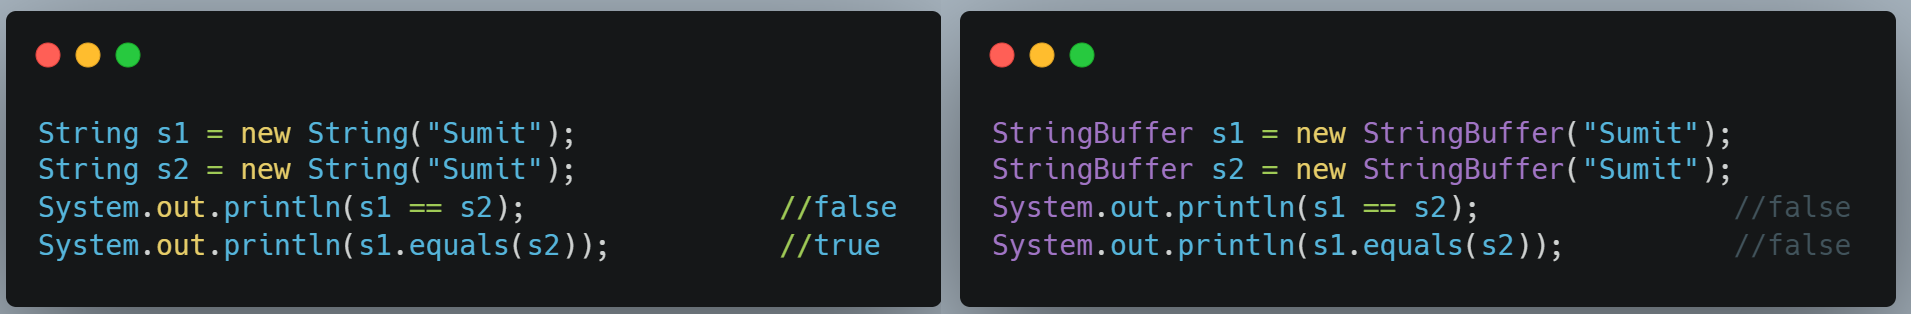 String s1 = new String("Sumit");
String s2 = new String("Sumit");
System.out.println(s1 == s2); //false
System.out.println(s1.equals(s2)); //true
StringBuffer s1 = new StringBuffer("Sumit");
StringBuffer s2 = new StringBuffer("Sumit");
System.out.println(s1 == s2); //false
System.out.println(s1.equals(s2)); //false